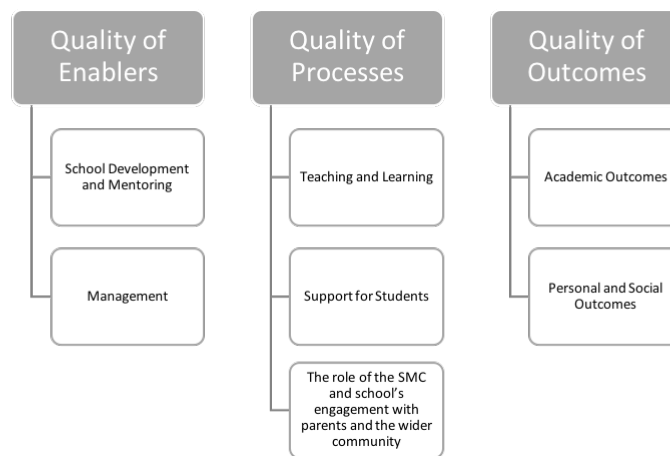 Quality of
Enablers
School Development
and Mentoring
Management
Quality of
Processes
Teaching and Learning
Support for Students
The role of the SMC
and school's
engagement with
parents and the wider
community
Quality of
Outcomes
Academic Outcomes
Personal and Social
Outcomes